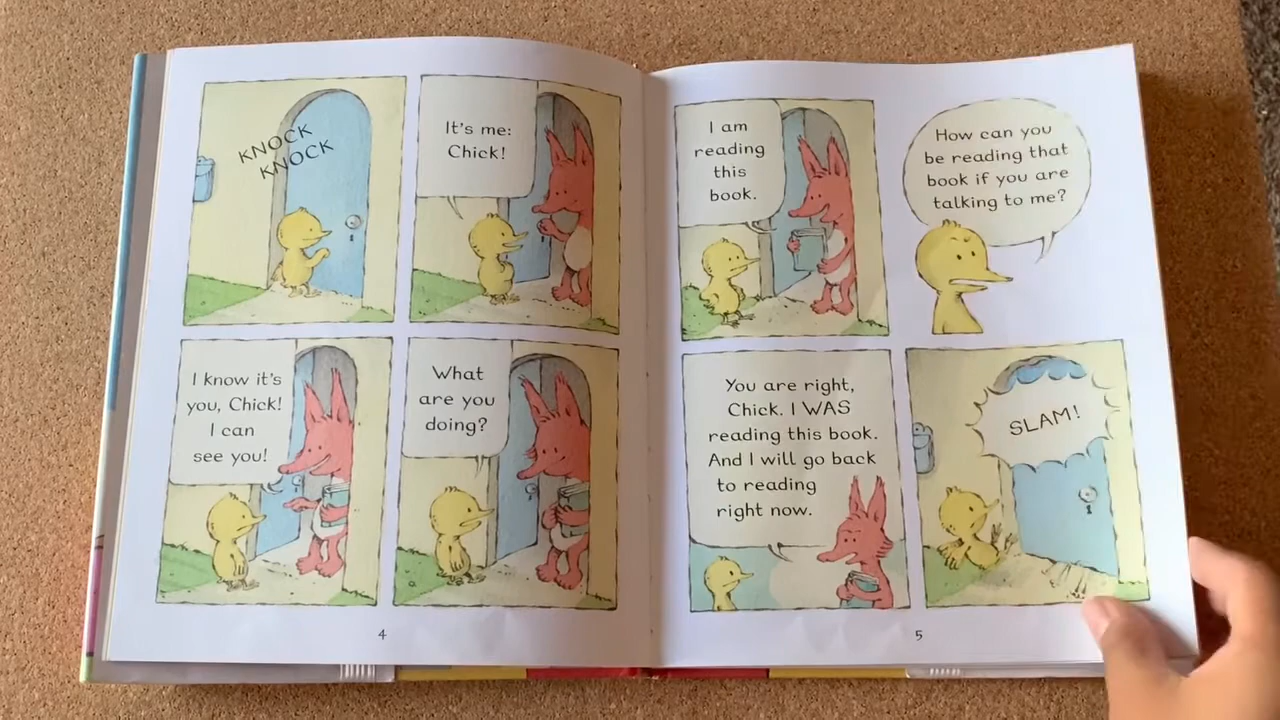 KNOCK
KNOCK
It's me:
Chick!
I know it's
you, Chick!
I can
see you!
What
are you
doing?
4
I am
reading
this
book.
How can you
be reading that
book if you are
talking to me?
You are right,
Chick. I WAS
reading this book.
And I will go back
to reading
right now.
SLAM!
5